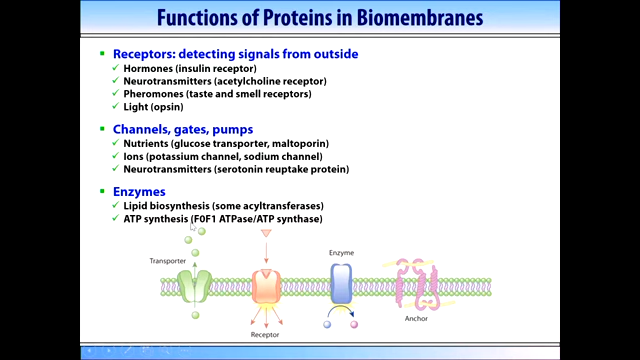 Functions of Proteins in Biomembranes
Receptors: detecting signals from outside
Hormones (insulin receptor)
Neurotransmitters (acetylcholine receptor)
Pheromones (taste and smell receptors)
Light (opsin)
Channels, gates, pumps
Nutrients (glucose transporter, maltoporin)
Ions (potassium channel, sodium channel)
Neurotransmitters (serotonin reuptake protein)
Enzymes
Lipid biosynthesis (some acyltransferases)
ATP synthesis (F0F1 ATPase/ATP synthase)
Transporter
Receptor
Enzyme
Anchor